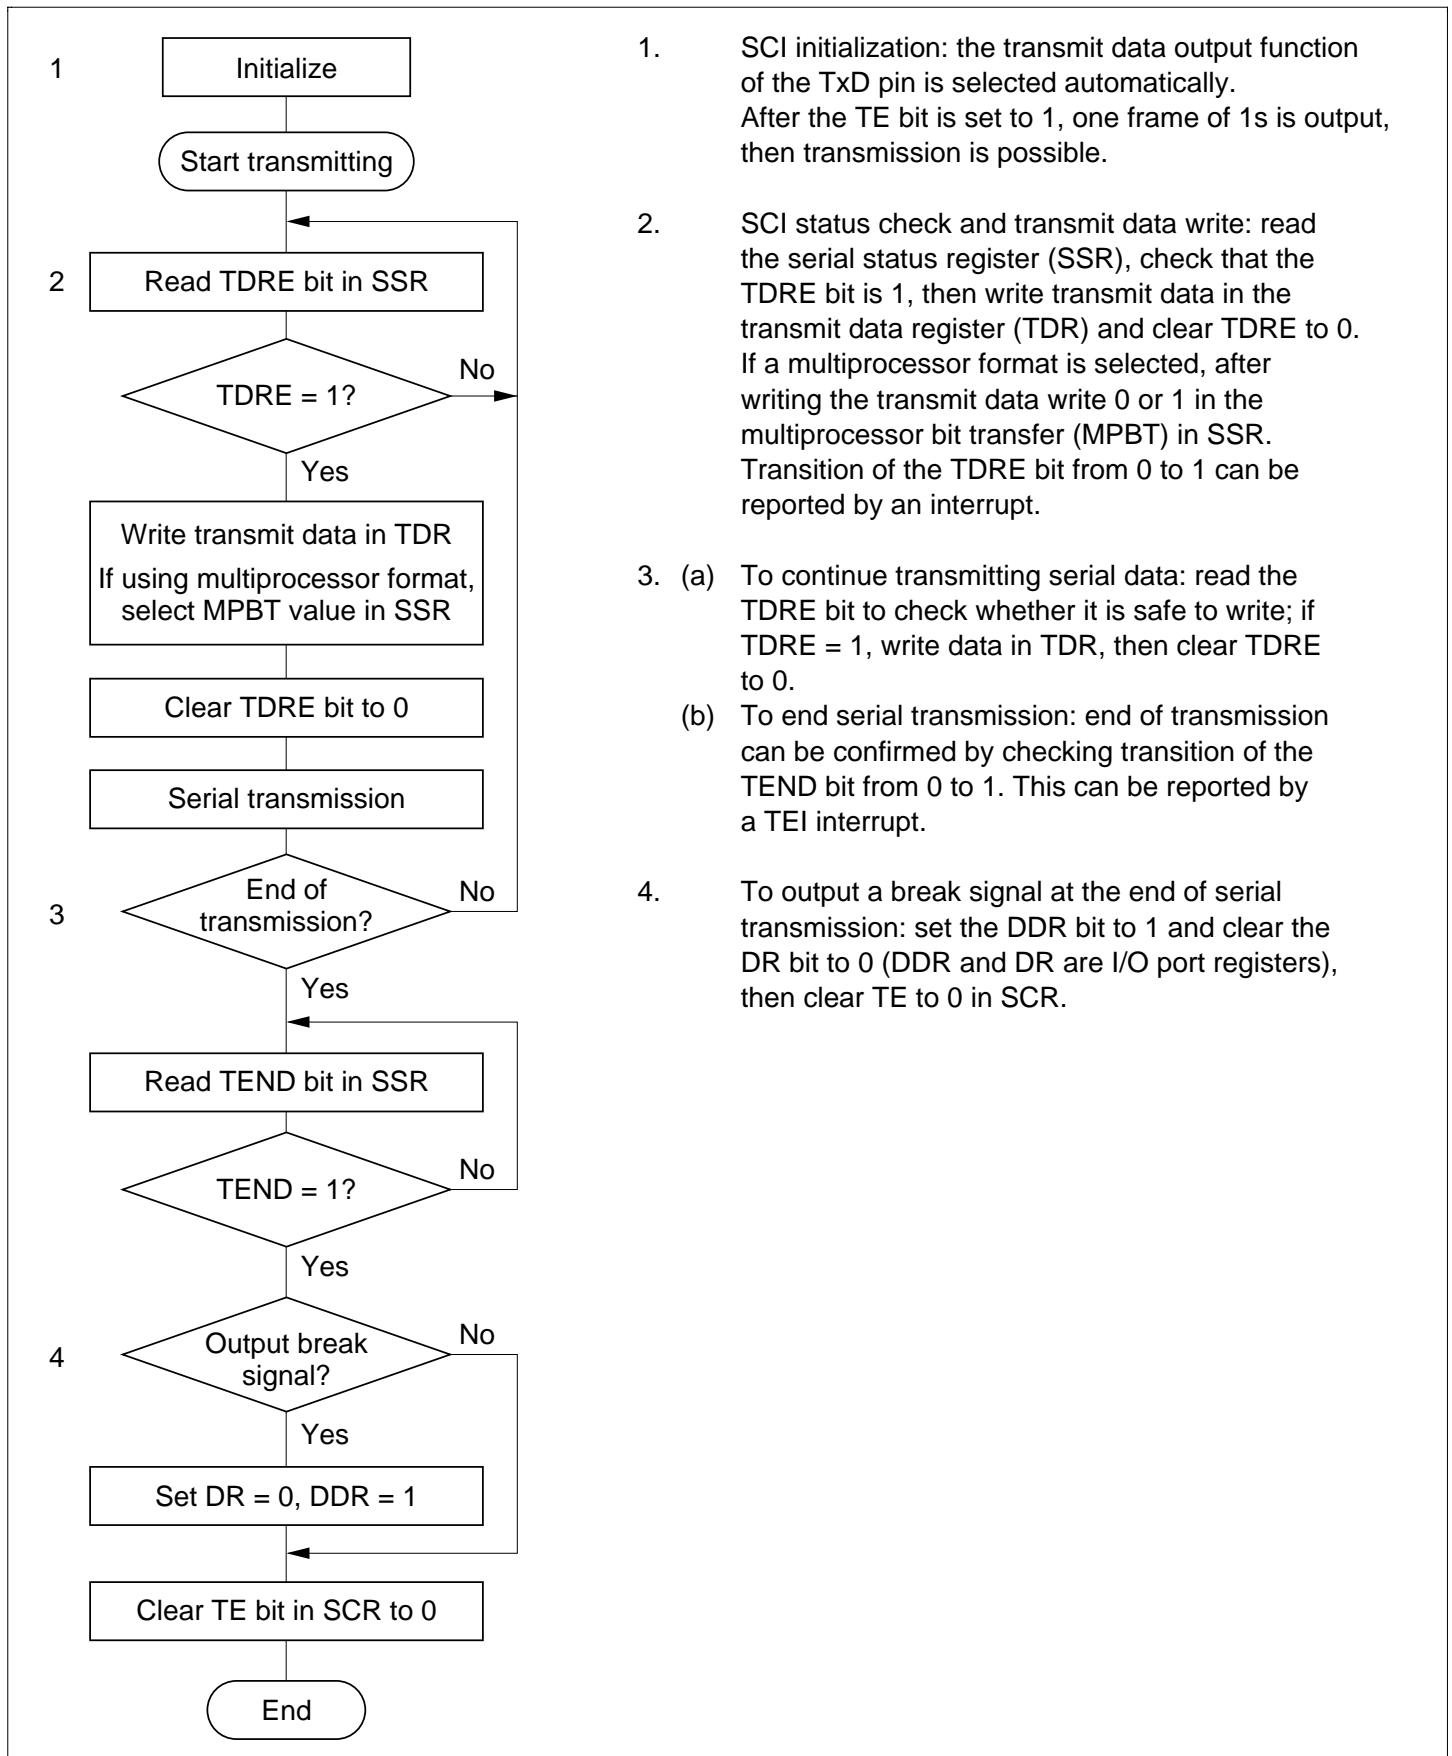 1
Initialize
Start transmitting
2
Read TDRE bit in SSR
TDRE = 1?
No
Yes
Write transmit data in TDR
If using multiprocessor format,
select MPBT value in SSR
Clear TDRE bit to 0
Serial transmission
3
End of
transmission?
No
Yes
Read TEND bit in SSR
TEND = 1?
No
Yes
4
Output break
signal?
No
Yes
Set DR = 0, DDR = 1
Clear TE bit in SCR to 0
End
1. SCI initialization: the transmit data output function
of the TxD pin is selected automatically.
After the TE bit is set to 1, one frame of 1s is output,
then transmission is possible.
2. SCI status check and transmit data write: read
the serial status register (SSR), check that the
TDRE bit is 1, then write transmit data in the
transmit data register (TDR) and clear TDRE to 0.
If a multiprocessor format is selected, after
writing the transmit data write 0 or 1 in the
multiprocessor bit transfer (MPBT) in SSR.
Transition of the TDRE bit from 0 to 1 can be
reported by an interrupt.
3. (a) To continue transmitting serial data: read the
TDRE bit to check whether it is safe to write; if
TDRE = 1, write data in TDR, then clear TDRE
to 0.
(b) To end serial transmission: end of transmission
can be confirmed by checking transition of the
TEND bit from 0 to 1. This can be reported by
a TEI interrupt.
4. To output a break signal at the end of serial
transmission: set the DDR bit to 1 and clear the
DR bit to 0 (DDR and DR are I/O port registers),
then clear TE to 0 in SCR.